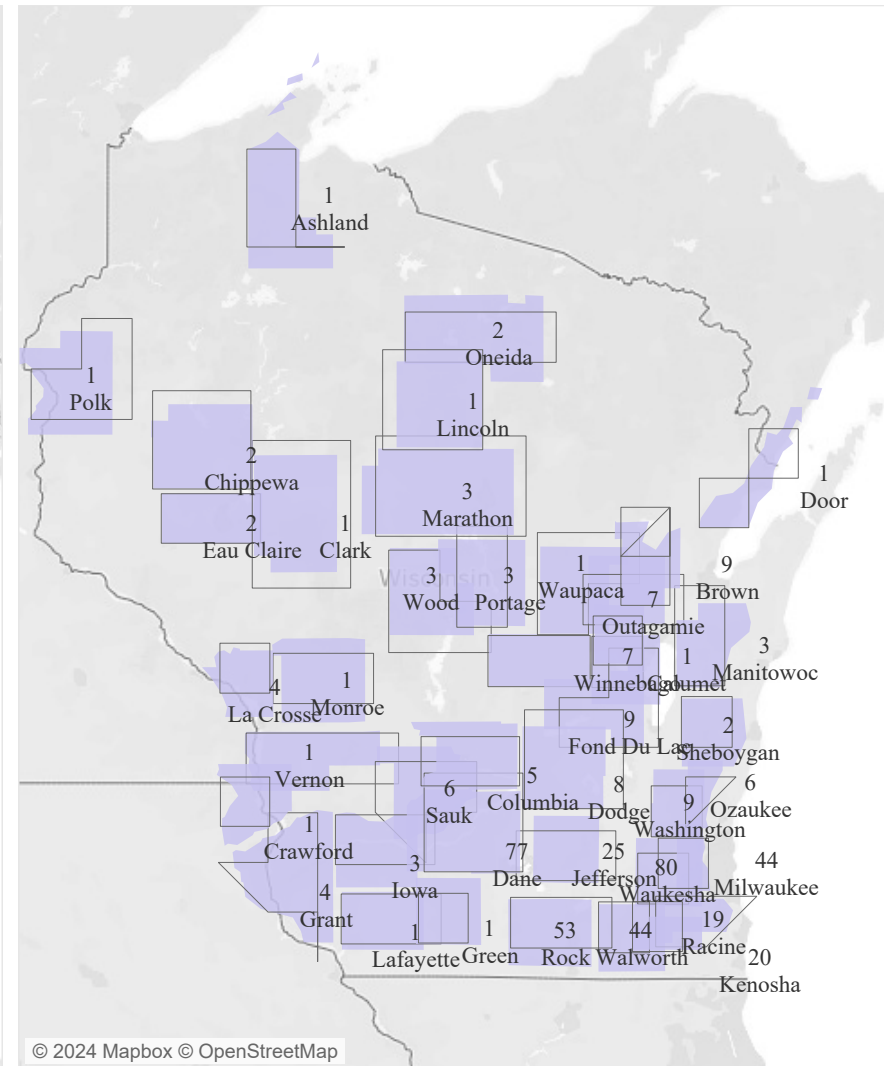 1
Ashland
2
Oneida
1
Polk
1
Lincoln
2
Chippewa
3
Marathon
1
Door
2
Eau Claire
1
Clark
Wisconsin
3
Wood
3
Portage
1
Waupaca
9
Brown
7
Outagamie
7
Winnebago
1
Calumet
3
Manitowoc
4
La Crosse
1
Monroe
9
Fond Du Lac
2
Sheboygan
1
Vernon
6
Sauk
5
Columbia
8
Dodge
9
Washington
6
Ozaukee
1
Crawford
3
Iowa
77
Dane
25
Jefferson
80
Waukesha
44
Milwaukee
4
Grant
1
Lafayette
1
Green
53
Rock
44
Walworth
19
Racine
20
Kenosha
© 2024 Mapbox © OpenStreetMap